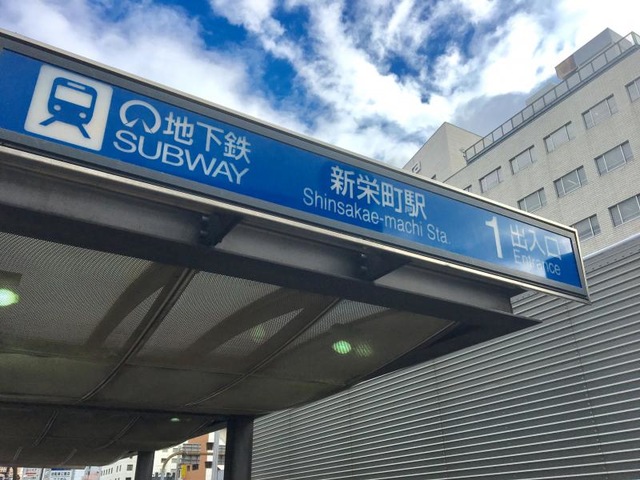 地下鉄
SUBWAY
新栄町駅
Shinsakae-machi Sta.
1 出入口
Entrance